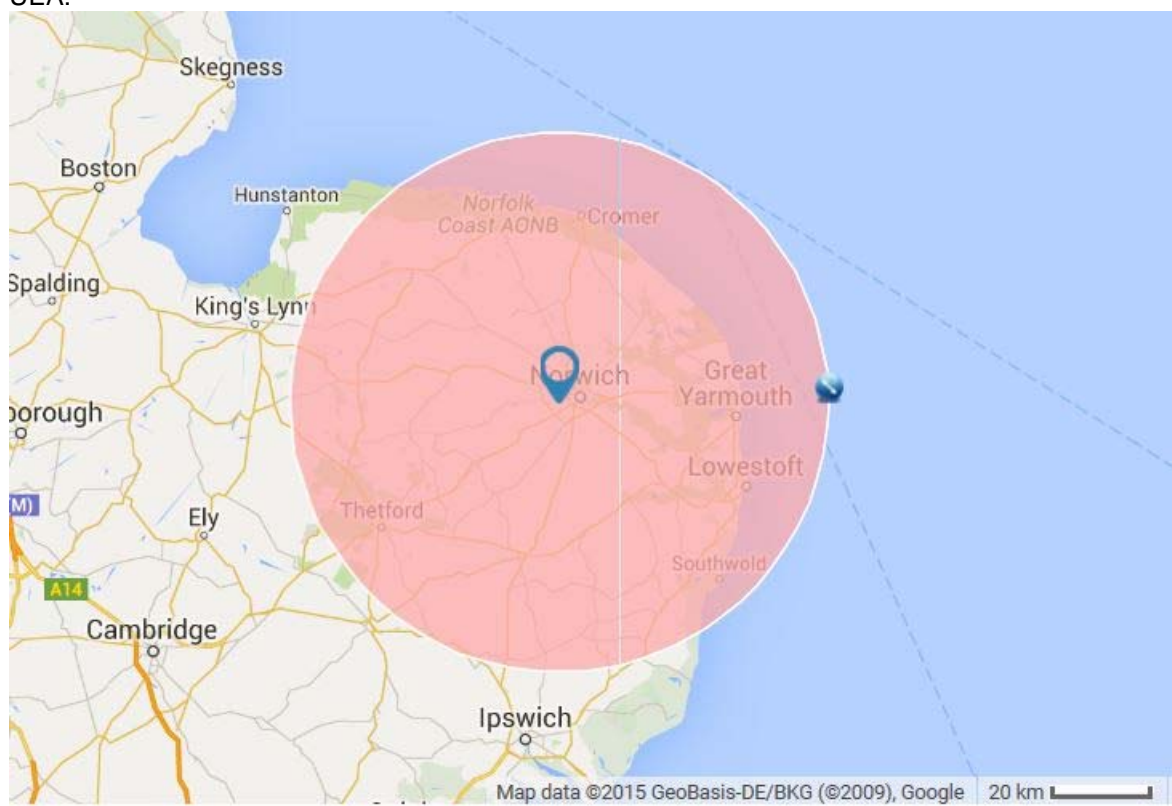 UEA.
Skegness
Boston
Hunstanton
Norfolk
Coast AONB
Cromer
Spalding
King's Lynn
Norwich
Great
Yarmouth
borough
Lowestoft
M)
Ely
Thetford
Southwold
A14
Cambridge
Ipswich
Map data ©2015 GeoBasis-DE/BKG (©2009), Google 20 km